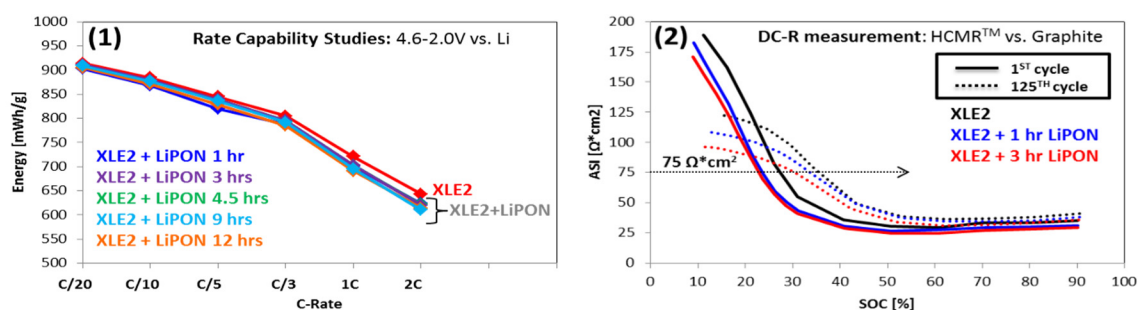 (1)
Rate Capability Studies: 4.6-2.0V vs. Li
Energy [mWh/g]
1000
950
900
850
800
750
700
650
600
550
500
XLE2 + LiPON 1 hr
XLE2 + LiPON 3 hrs
XLE2 + LiPON 4.5 hrs
XLE2 + LiPON 9 hrs
XLE2 + LiPON 12 hrs
XLE2
XLE2+LiPON
C/20 C/10 C/5 C/3 1C 2C
C-Rate
(2)
DC-R measurement: HCMR™ vs. Graphite
1ST cycle
125TH cycle
XLE2
XLE2 + 1 hr LiPON
XLE2 + 3 hr LiPON
ASI [Ω*cm2]
200
175
150
125
100
75
50
25
0
75 Ω*cm²
0 10 20 30 40 50 60 70 80 90 100
SOC [%]